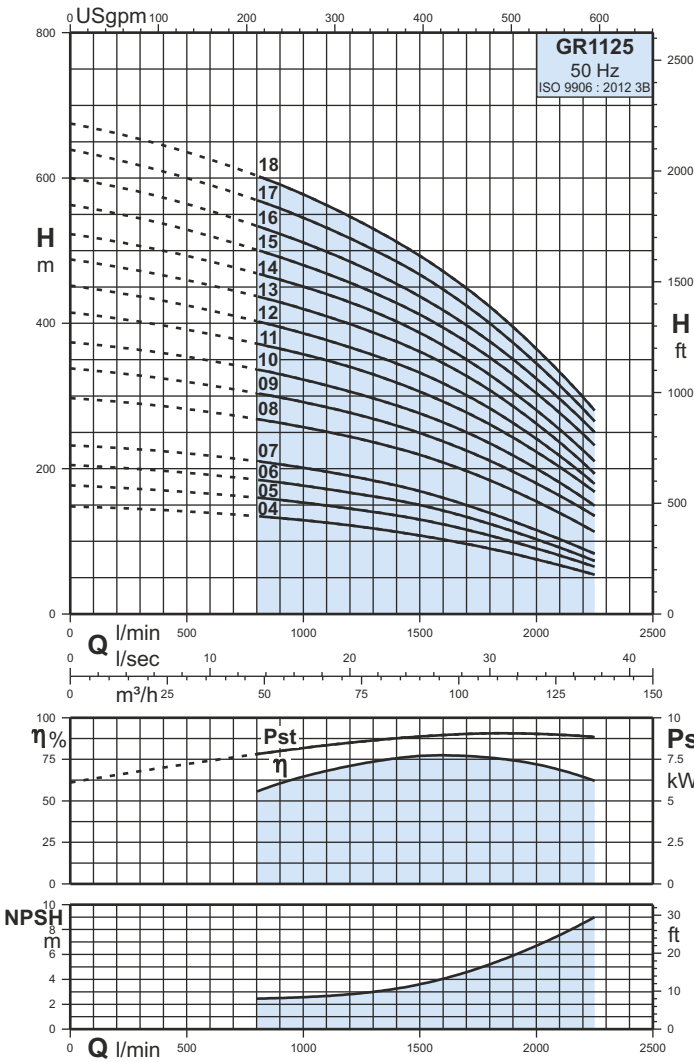 USgpm
0 100 200 300 400 500 600
GR1125
50 Hz
ISO 9906 : 2012 3B
800
600
400
200
0
H
m
2500
2000
1500
1000
500
0
H
ft
18
17
16
15
14
13
12
11
10
09
08
07
06
05
04
0 500 1000 1500 2000 2500
Q l/min
l/sec
0 10 20 30 40
m³/h
0 25 50 75 100 125 150
η%
100
75
50
25
0
Pst
η
10
7.5
5
2.5
0
Ps
kW
NPSH
m
10
8
6
4
2
0
30
20
10
0
ft
0 500 1000 1500 2000 2500
Q l/min